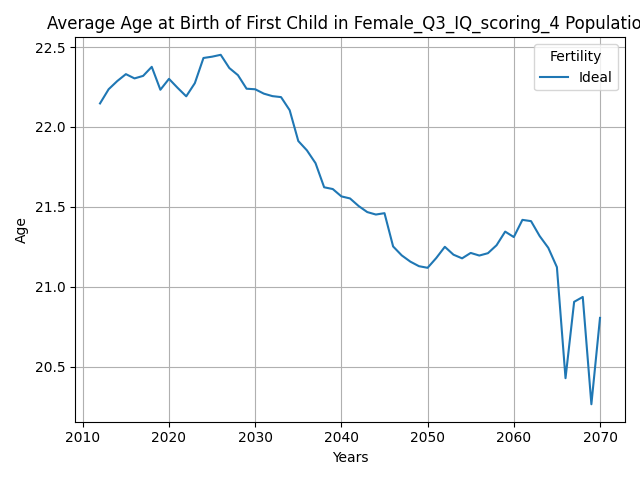 Average Age at Birth of First Child in Female_Q3_IQ_scoring_4 Populatio
22.5
22.0
21.5
21.0
20.5
Age
Fertility
Ideal
2010 2020 2030 2040 2050 2060 2070
Years